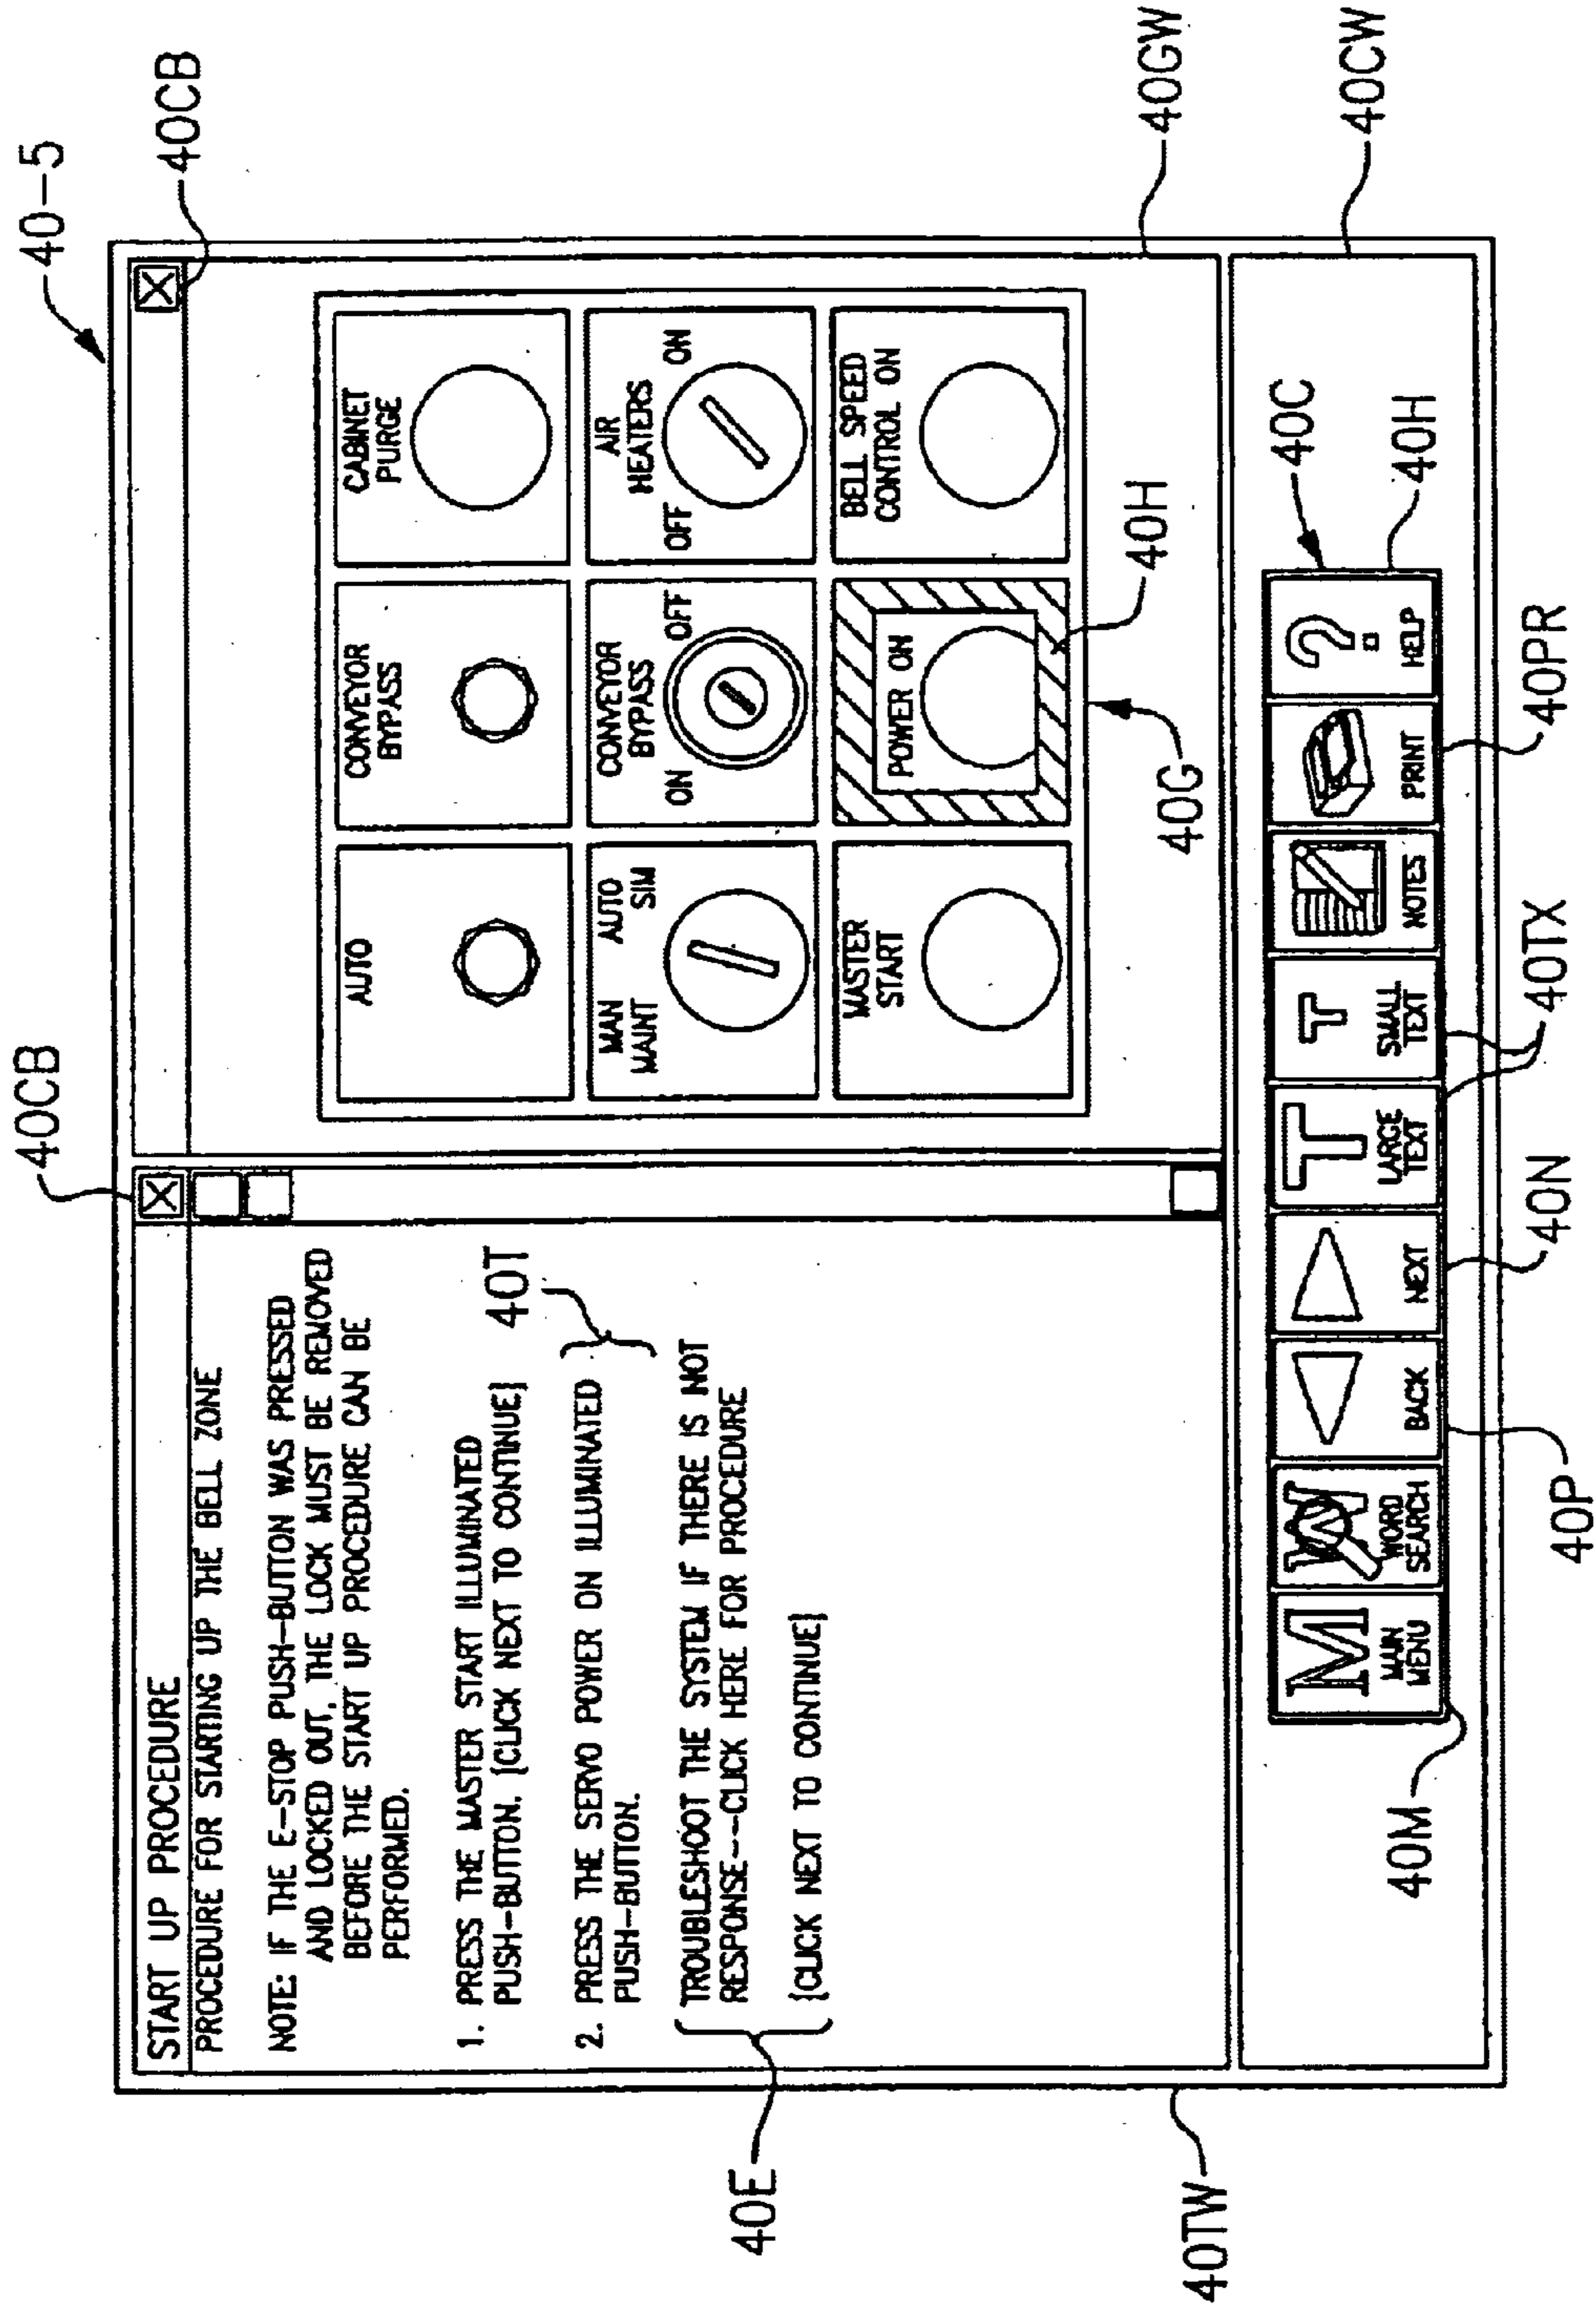 40-5
40CB
40CB
START UP PROCEDURE
PROCEDURE FOR STARTING UP THE BELL ZONE
NOTE: IF THE E-STOP PUSH-BUTTON WAS PRESSED
AND LOCKED OUT, THE LOCK MUST BE REMOVED
BEFORE THE START UP PROCEDURE CAN BE
PERFORMED.
1. PRESS THE MASTER START ILLUMINATED
PUSH-BUTTON. [CLICK NEXT TO CONTINUE]
40T
2. PRESS THE SERVO POWER ON ILLUMINATED
PUSH-BUTTON.
TROUBLESHOOT THE SYSTEM IF THERE IS NOT
RESPONSE--CLICK HERE FOR PROCEDURE
[CLICK NEXT TO CONTINUE]
40E
40TW
AUTO
CONVEYOR
BYPASS
CABINET
PURGE
MAN
MAINT
AUTO
SIM
CONVEYOR
BYPASS
ON
OFF
AIR
HEATERS
OFF
ON
MASTER
START
POWER ON
BELL SPEED
CONTROL ON
40H
40G
40GW
40CW
40C
40H
M
MAIN
MENU
W
WORD
SEARCH
BACK
NEXT
T
LARGE
TEXT
T
SMALL
TEXT
NOTES
PRINT
?
HELP
40M
40P
40N
40TX
40PR